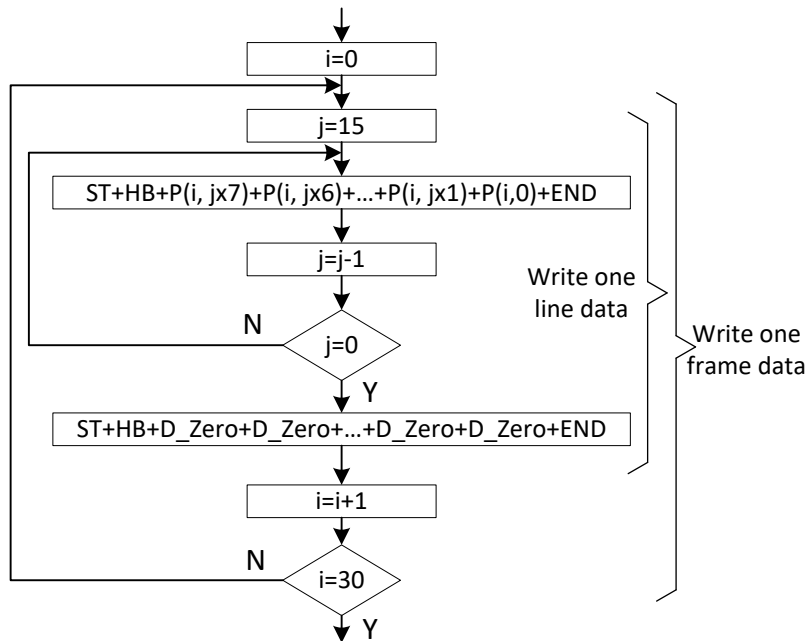 i=0
j=15
ST+HB+P(i, jx7)+P(i, jx6)+...+P(i, jx1)+P(i,0)+END
j=j-1
Write one
line data
N
j=0
Write one
frame data
Y
ST+HB+D_Zero+D_Zero+...+D_Zero+D_Zero+END
i=i+1
N
i=30
Y